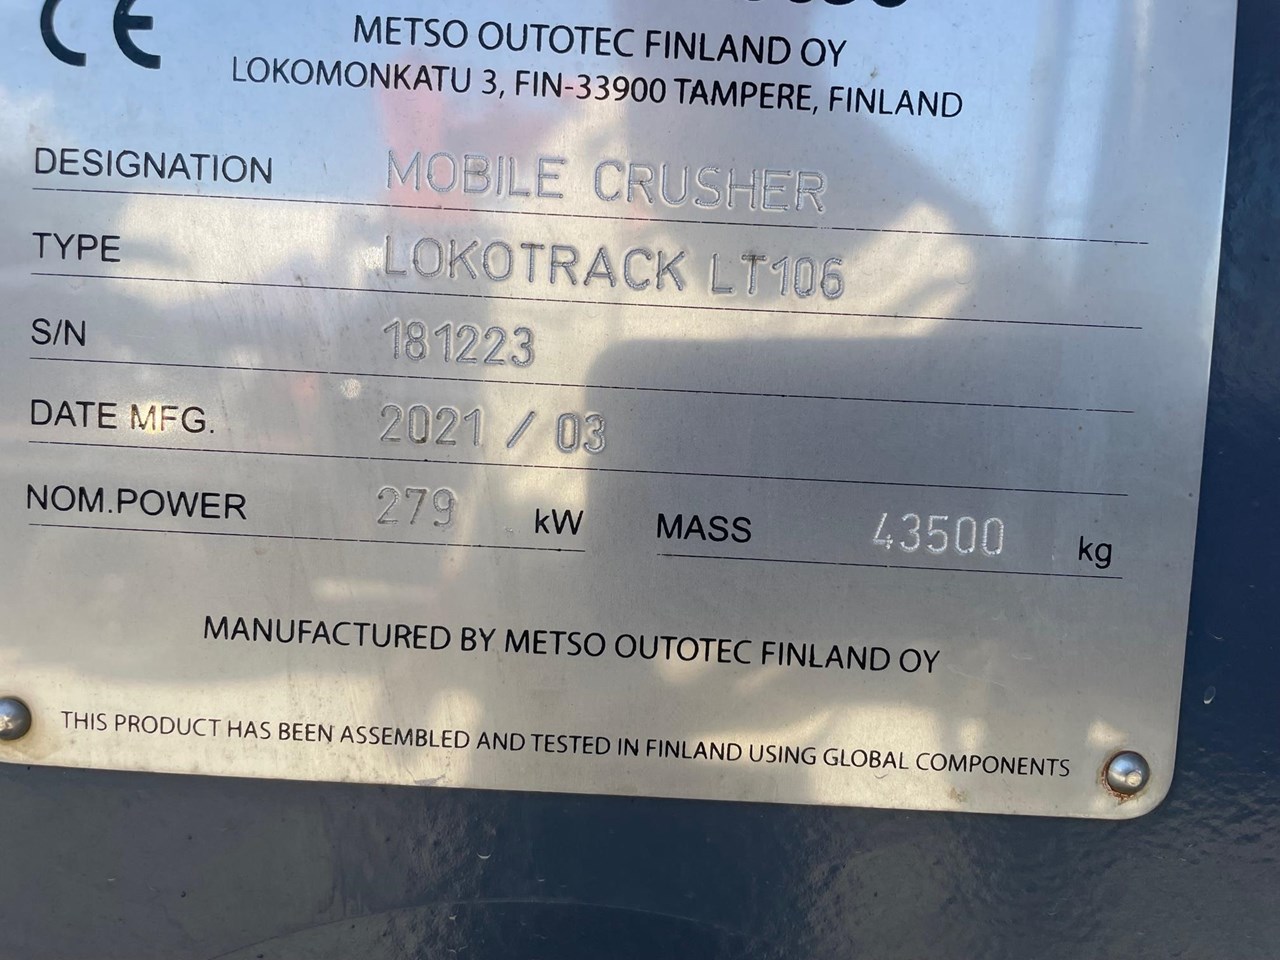 CE
METSO OUTOTEC FINLAND OY
LOKOMONKATU 3, FIN-33900 TAMPERE, FINLAND
DESIGNATION MOBILE CRUSHER
TYPE LOKOTRACK LT106
S/N 181223
DATE MFG. 2021 / 03
NOM.POWER 279 kW MASS 43500 kg
MANUFACTURED BY METSO OUTOTEC FINLAND OY
THIS PRODUCT HAS BEEN ASSEMBLED AND TESTED IN FINLAND USING GLOBAL COMPONENTS